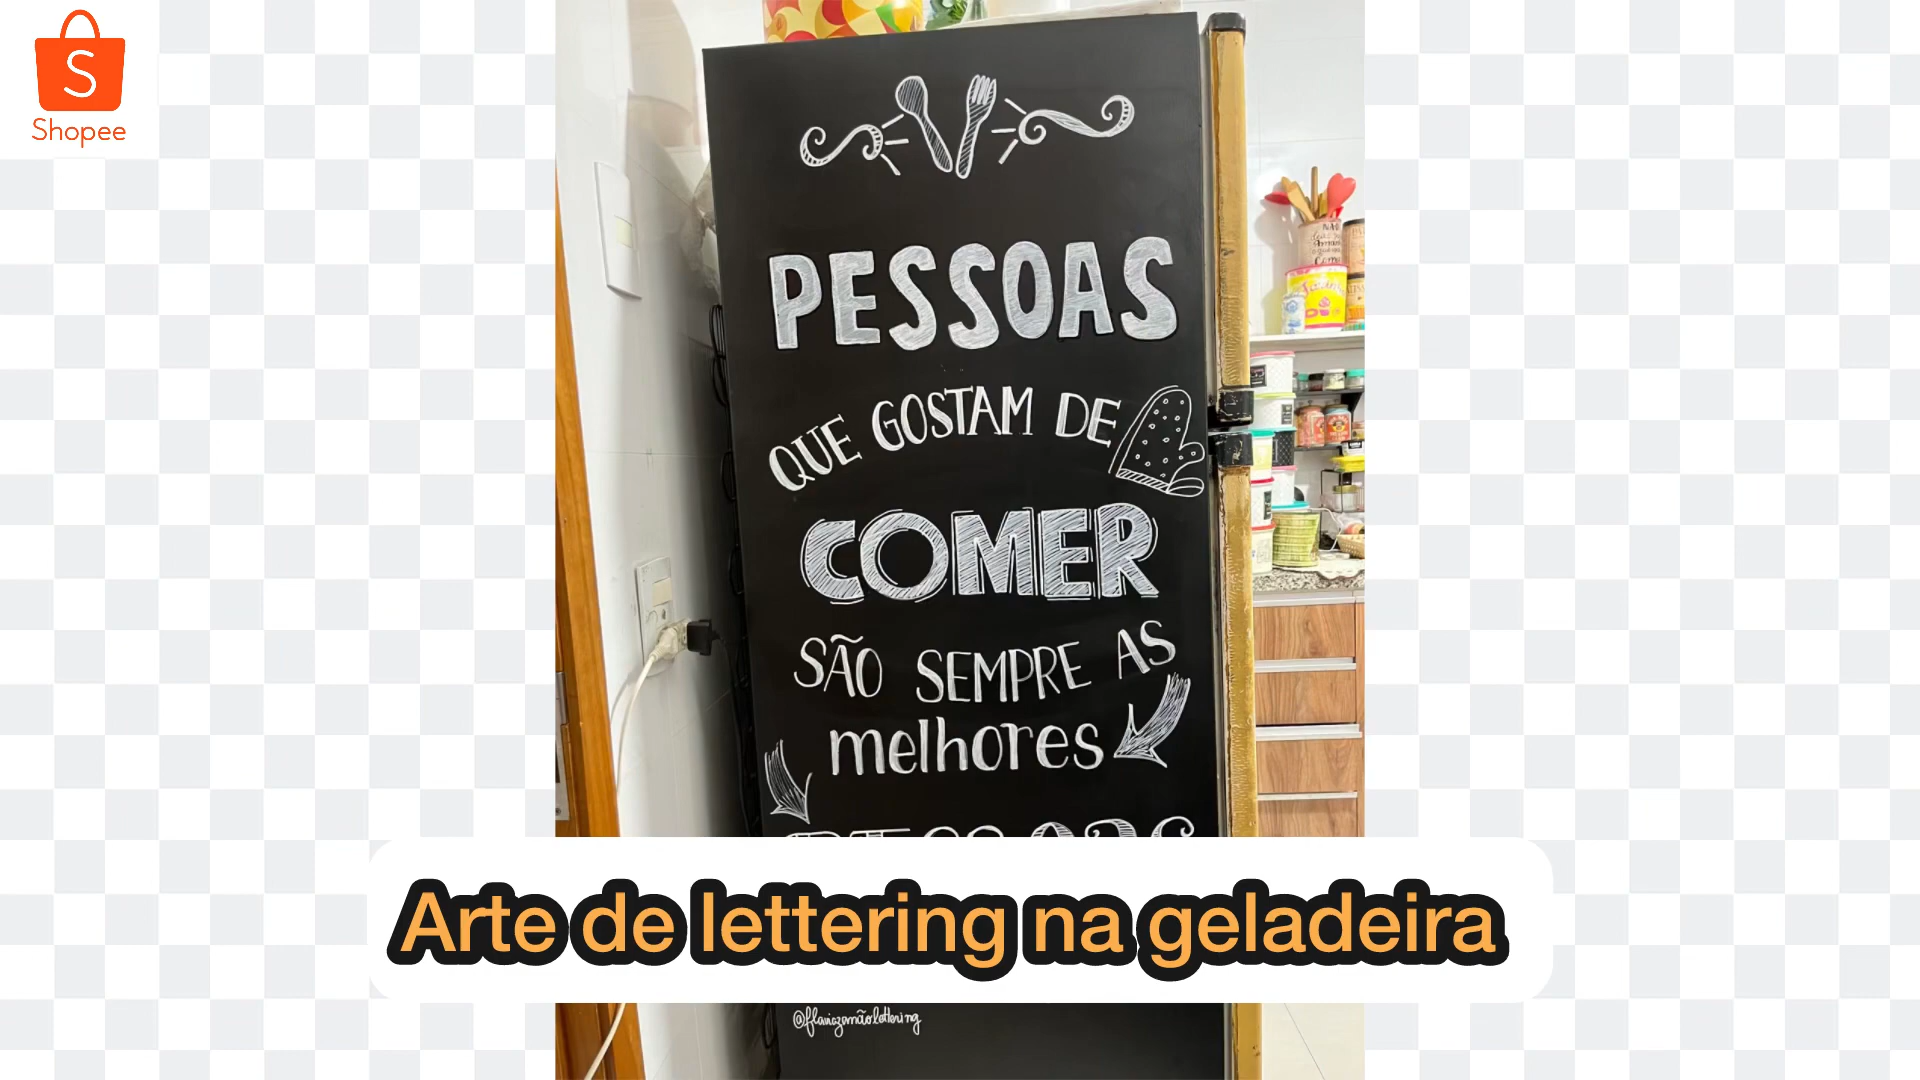 Shopee
PESSOAS
QUE GOSTAM DE
COMER
SÃO SEMPRE AS
melhores
Arte de lettering na geladeira